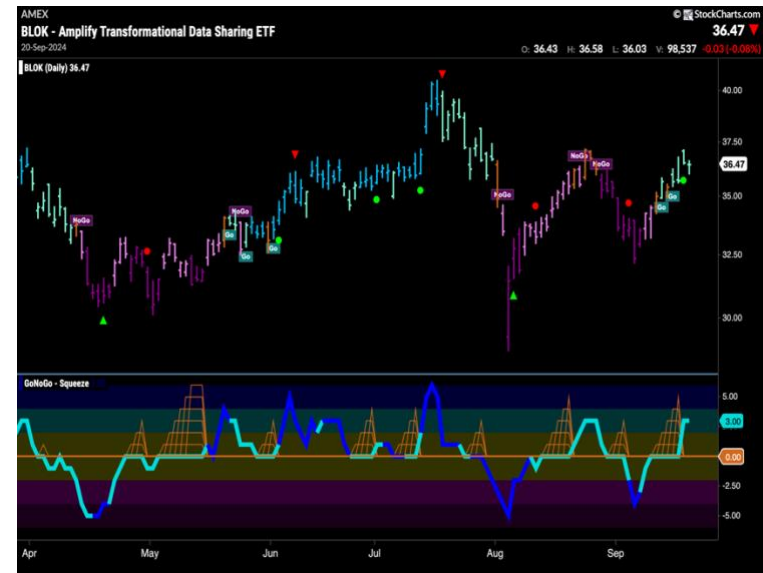 AMEX
© StockCharts.com
BLOK - Amplify Transformational Data Sharing ETF
36.47
20-Sep-2024
O: 36.43 H: 36.58 L: 36.03 V: 98,537 -0.03 (-0.08%)
BLOK (Daily) 36.47
40.00
37.50
NoGo
NoGo
36.47
NoGo
35.00
Go
NoGo
NoGo
Go
Go
Go
Go
32.50
30.00
GoNoGo - Squeeze
5.00
3.00
0.00
-2.50
-5.00
Apr May Jun Jul Aug Sep